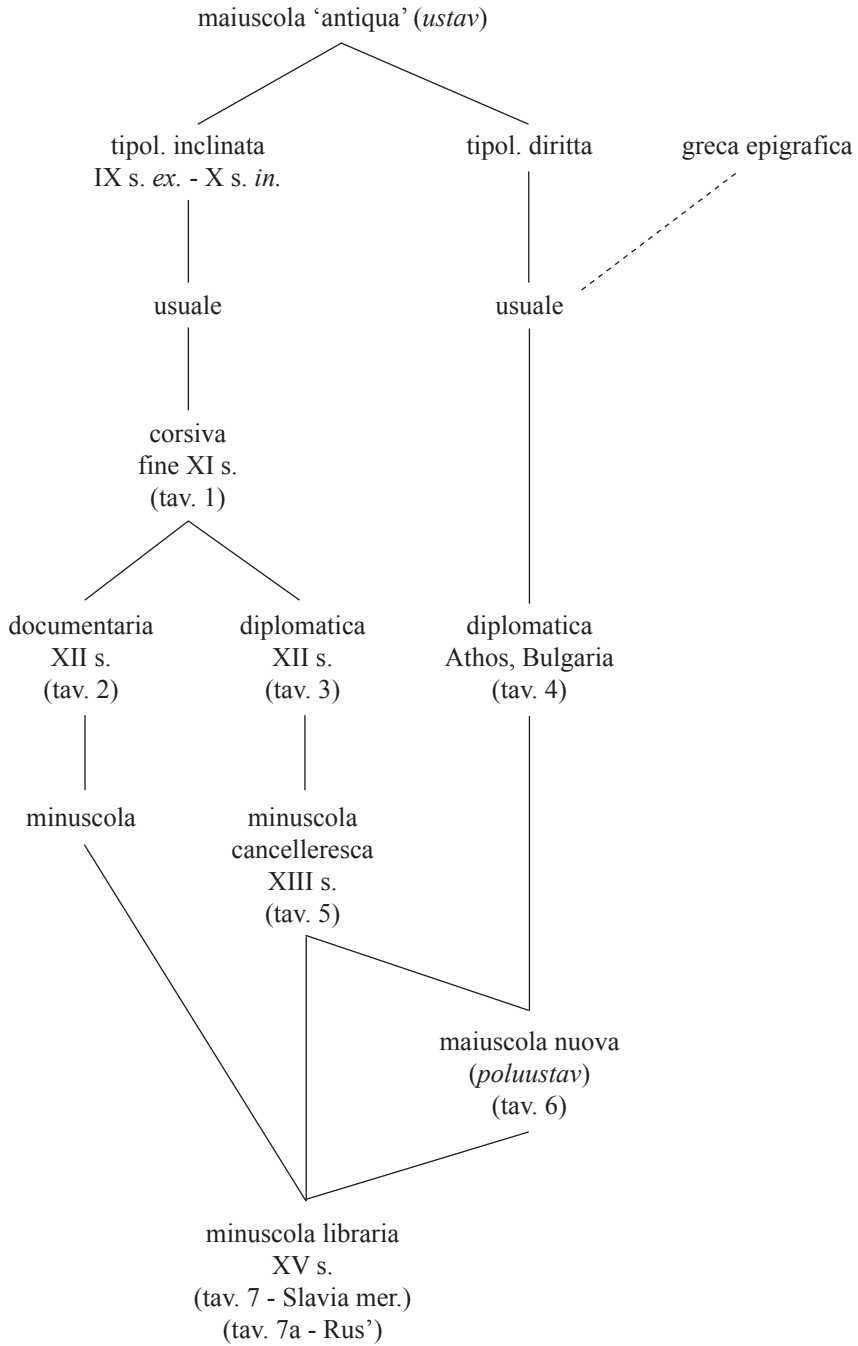 maiuscola ‘antiqua’ (ustav)
tipol. inclinata
IX s. ex. - X s. in.
tipol. diritta
greca epigrafica
usuale
usuale
corsiva
fine XI s.
(tav. 1)
documentaria
XII s.
(tav. 2)
diplomatica
XII s.
(tav. 3)
diplomatica
Athos, Bulgaria
(tav. 4)
minuscola
minuscola
cancelleresca
XIII s.
(tav. 5)
maiuscola nuova
(poluustav)
(tav. 6)
minuscola libraria
XV s.
(tav. 7 - Slavia mer.)
(tav. 7a - Rus’)